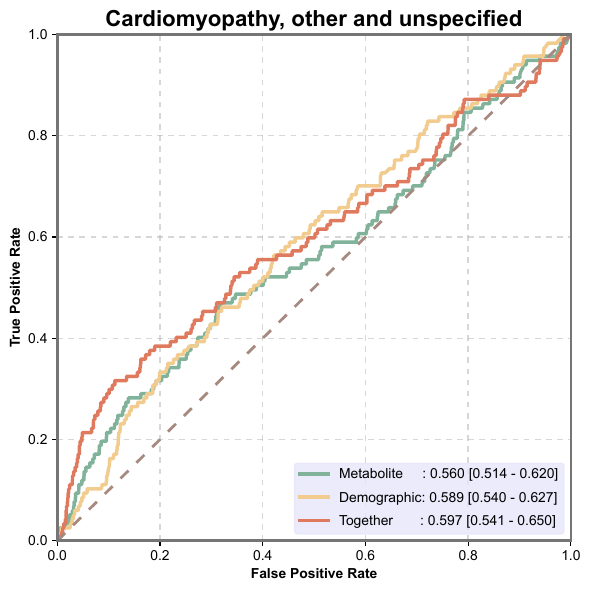 Cardiomyopathy, other and unspecified
1.0
0.8
0.6
0.4
0.2
0.0
True Positive Rate
0.0 0.2 0.4 0.6 0.8 1.0
False Positive Rate
Metabolite : 0.560 [0.514 - 0.620]
Demographic: 0.589 [0.540 - 0.627]
Together : 0.597 [0.541 - 0.650]